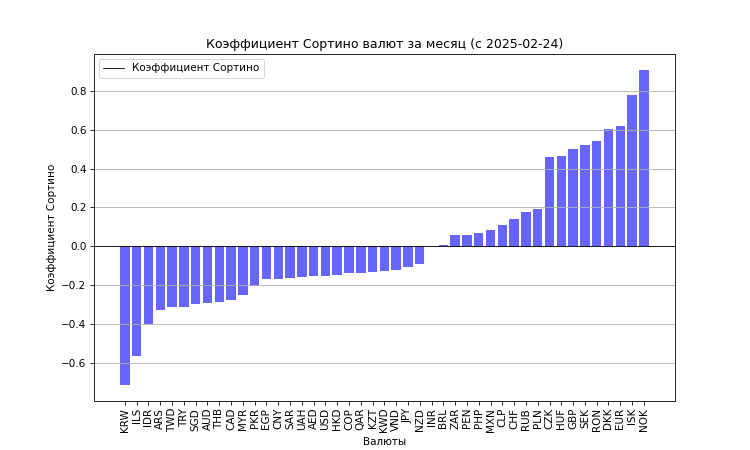 Коэффициент Сортино валют за месяц (с 2025-02-24)
Коэффициент Сортино
Коэффициент Сортино
0.8
0.6
0.4
0.2
0.0
−0.2
−0.4
−0.6
KRW ILS IDR ARS TWD TRY SGD AUD THB CAD MYR PKR EGP CNY SAR UAH AED USD HKD COP QAR KZT KWD VND JPY NZD INR BRL ZAR PEN PHP MXN CLP CHF RUB PLN CZK HUF GBP SEK RON DKK EUR ISK NOK
Валюты